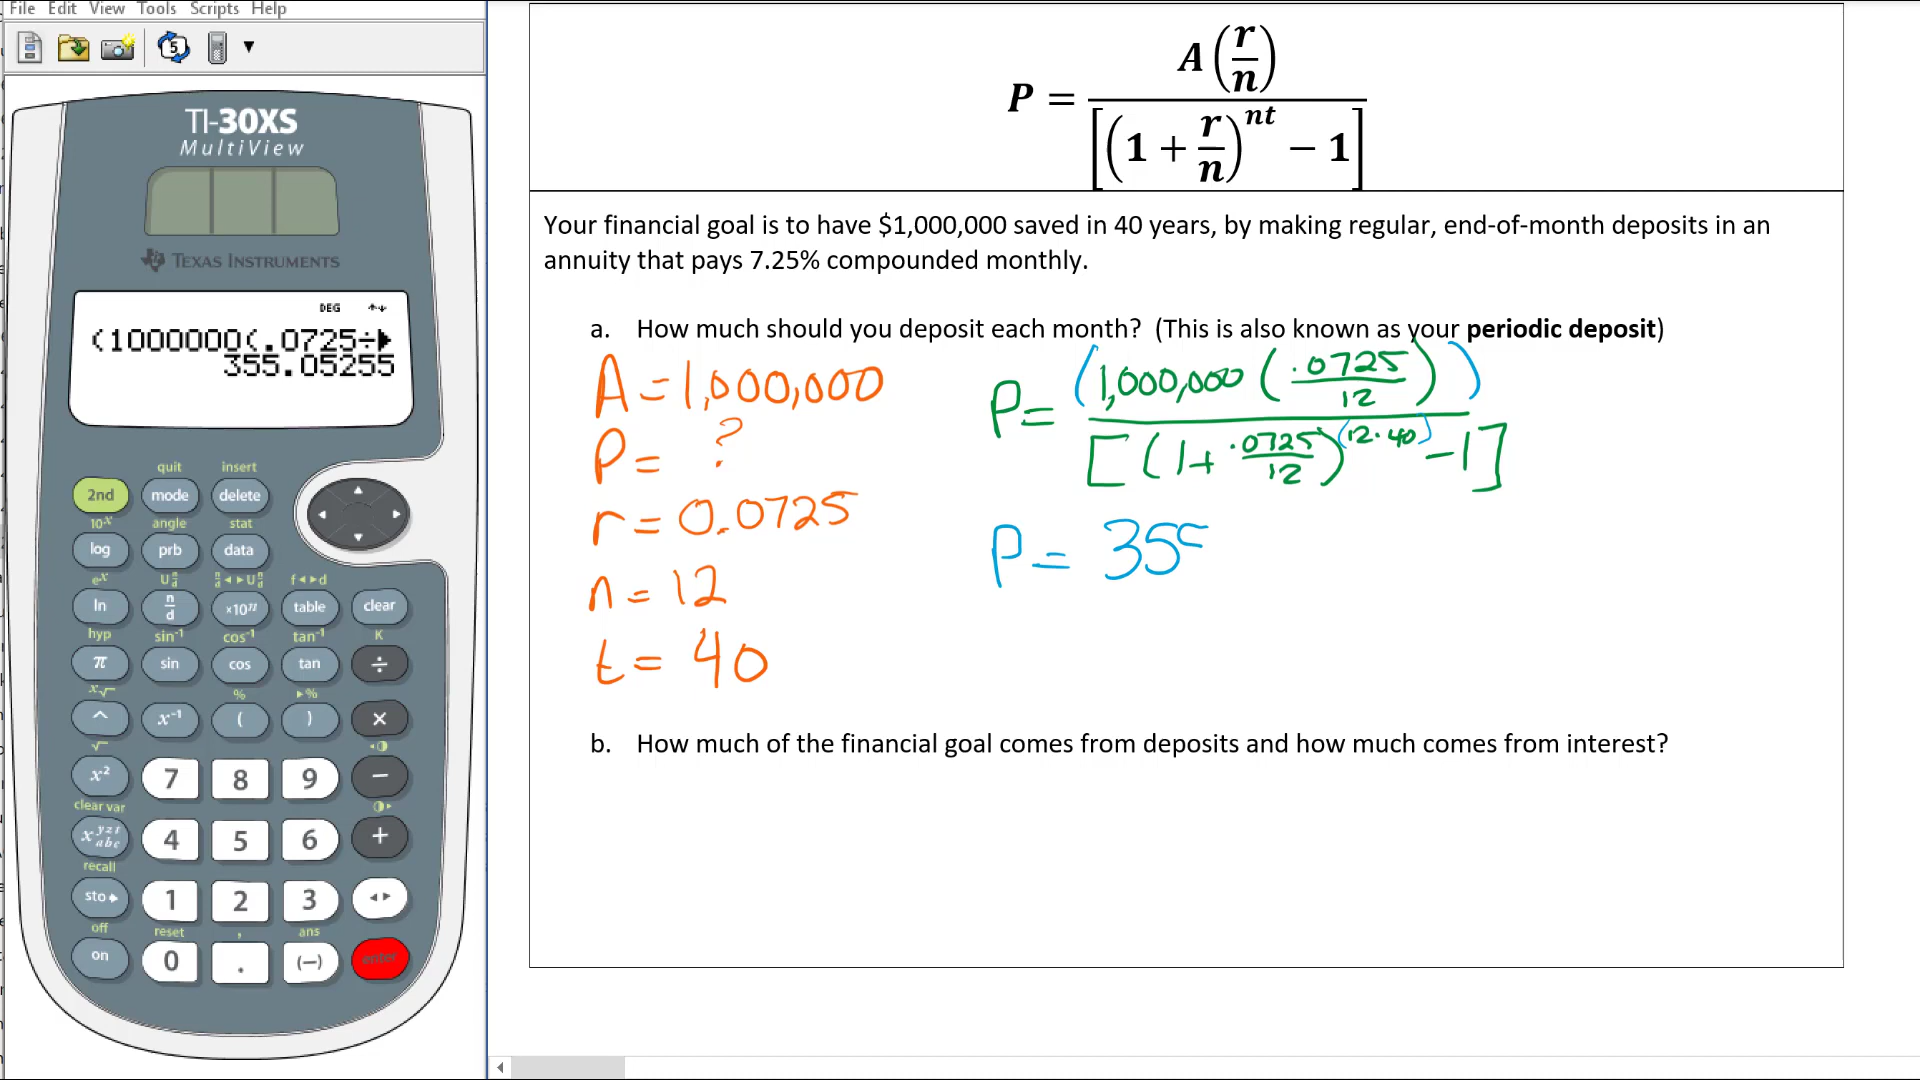 File Edit View Tools Scripts Help
5
TI-30XS
MultiView
TEXAS INSTRUMENTS
DEG
(1000000(.0725÷
355.05255
quit insert
2nd mode delete
10^x angle stat
log prb data
e^x U n/d n/d ◄► U n/d f◄►d
ln n/d ×10^n table clear
hyp sin⁻¹ cos⁻¹ tan⁻¹ K
π sin cos tan ÷
x√ % ►%
^ x⁻¹ ( ) ×
√
x² 7 8 9 −
clear var
x yzt abc 4 5 6 +
recall
sto► 1 2 3 ◄►
off reset , ans
on 0 . (−) enter
P = A(r/n) / [(1 + r/n)^nt − 1]
Your financial goal is to have $1,000,000 saved in 40 years, by making regular, end-of-month deposits in an
annuity that pays 7.25% compounded monthly.
a. How much should you deposit each month? (This is also known as your periodic deposit)
A = 1,000,000
P = ?
r = 0.0725
n = 12
t = 40
P = (1,000,000(.0725/12)) / [(1+.0725/12)^(12·40) −1]
P = 355
b. How much of the financial goal comes from deposits and how much comes from interest?